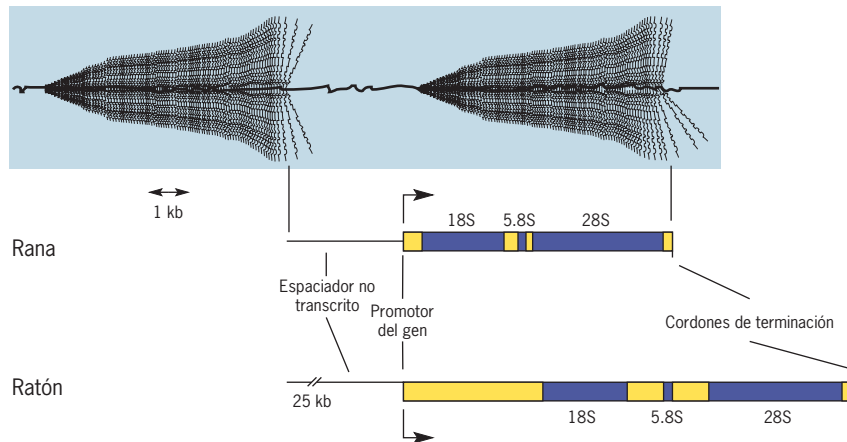 1 kb
18S 5.8S 28S
Rana
Espaciador no
transcrito
Promotor
del gen
Cordones de terminación
Ratón
25 kb
18S 5.8S 28S